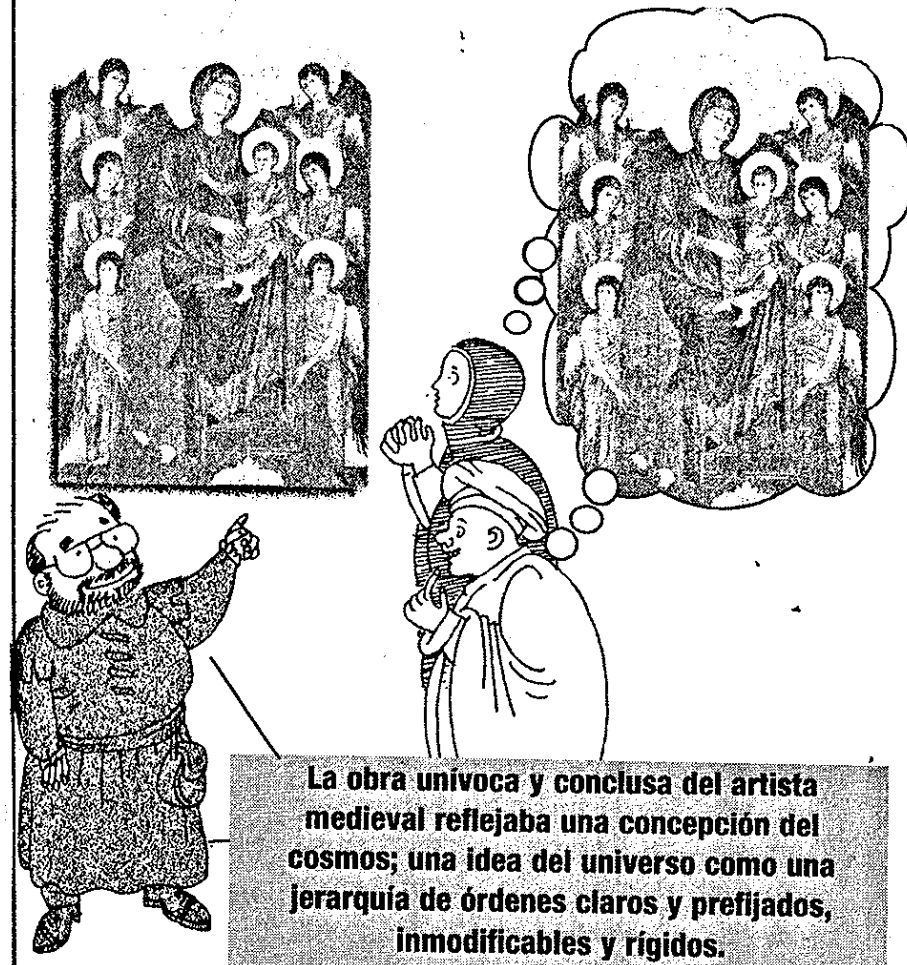 La obra unívoca y conclusa del artista
medieval reflejaba una concepción del
cosmos; una idea del universo como una
jerarquía de órdenes claros y prefijados,
inmodificables y rígidos.